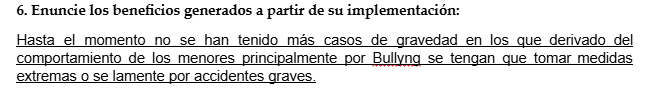 6. Enuncie los beneficios generados a partir de su implementación:
Hasta el momento no se han tenido más casos de gravedad en los que derivado del
comportamiento de los menores principalmente por Bullyng se tengan que tomar medidas
extremas o se lamente por accidentes graves.